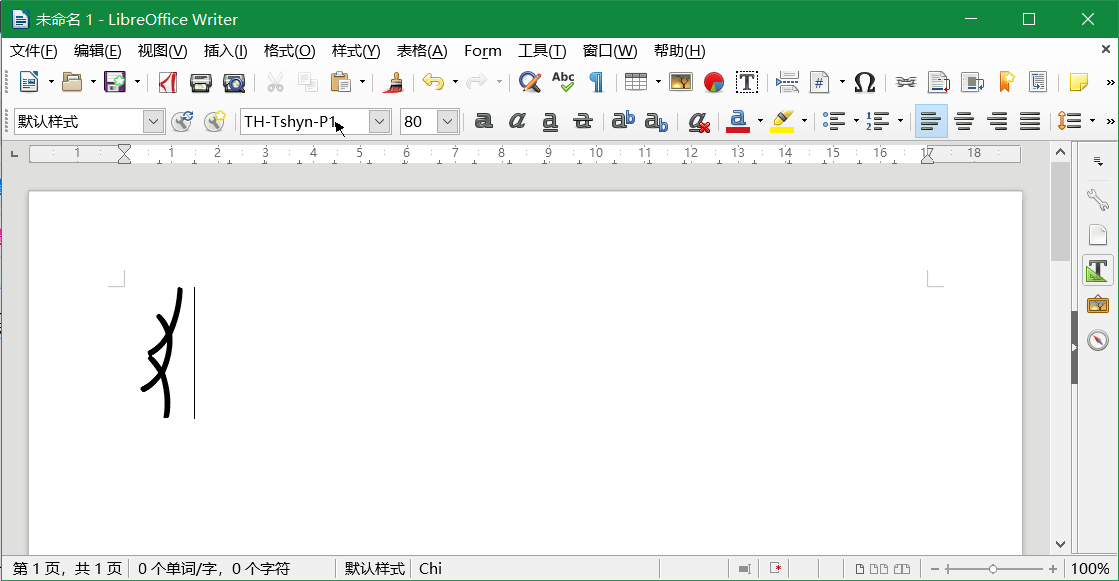 未命名 1 - LibreOffice Writer
文件(F) 编辑(E) 视图(V) 插入(I) 格式(O) 样式(Y) 表格(A) Form 工具(T) 窗口(W) 帮助(H)
Abc # T Ω
默认样式 TH-Tshyn-P1 80 a a a a ab ab a a
1 1 2 3 4 5 6 7 8 9 10 11 12 13 14 15 16 17 18
第 1 页，共 1 页 0 个单词/字，0 个字符 默认样式 Chi 100%